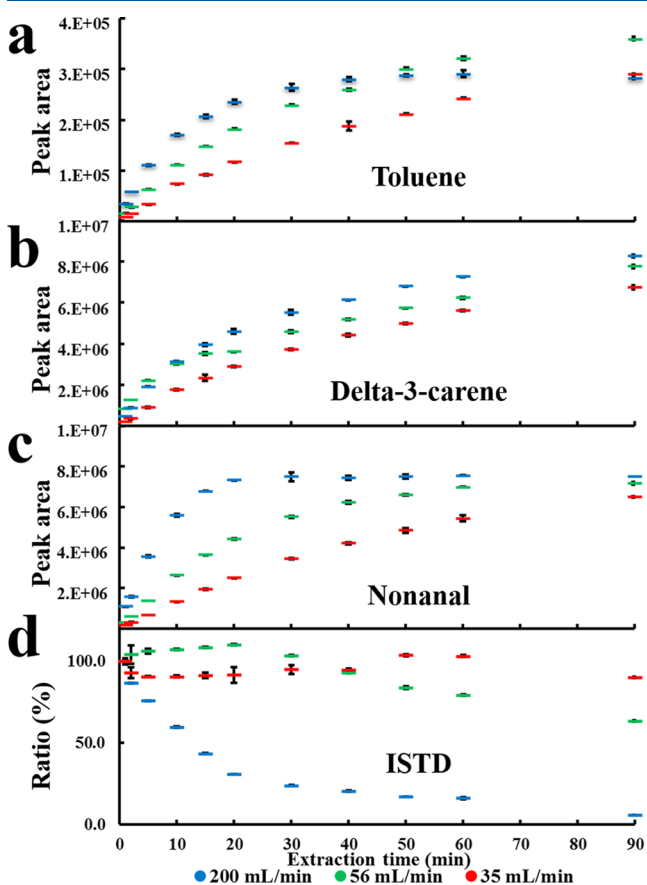 a
4.E+05
3.E+05
2.E+05
1.E+05
Peak area
Toluene
b
1.E+07
8.E+06
6.E+06
4.E+06
2.E+06
Peak area
Delta-3-carene
c
1.E+07
8.E+06
6.E+06
4.E+06
2.E+06
Peak area
Nonanal
d
100.0
50.0
0.0
Ratio (%)
ISTD
0 10 20 30 40 50 60 70 80 90
Extraction time (min)
200 mL/min 56 mL/min 35 mL/min